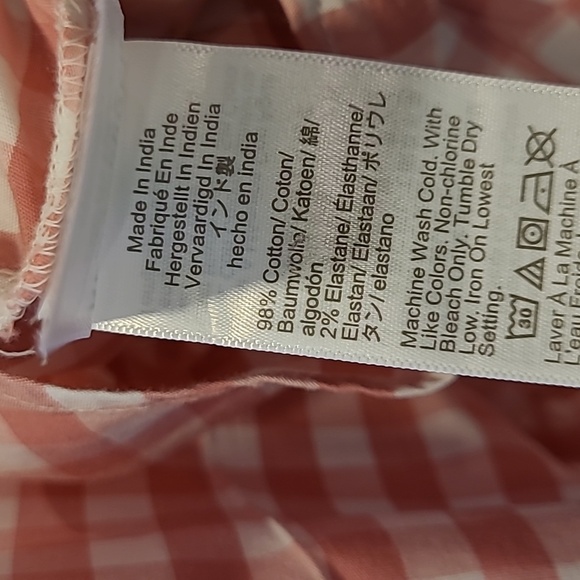 Made In India
Fabriqué En Inde
Hergestellt In Indien
Vervaardigd In India
インド製
hecho en india
98% Cotton/ Coton/
Baumwolle/ Katoen/ 綿/
algodón
2% Elastane/ Élasthanne/
Elastan/ Elastaan/ ポリウレ
タン/ elastano
Machine Wash Cold. With
Like Colors. Non-chlorine
Bleach Only. Tumble Dry
Low. Iron On Lowest
Setting.
30
Laver À La Machine À
L'eau